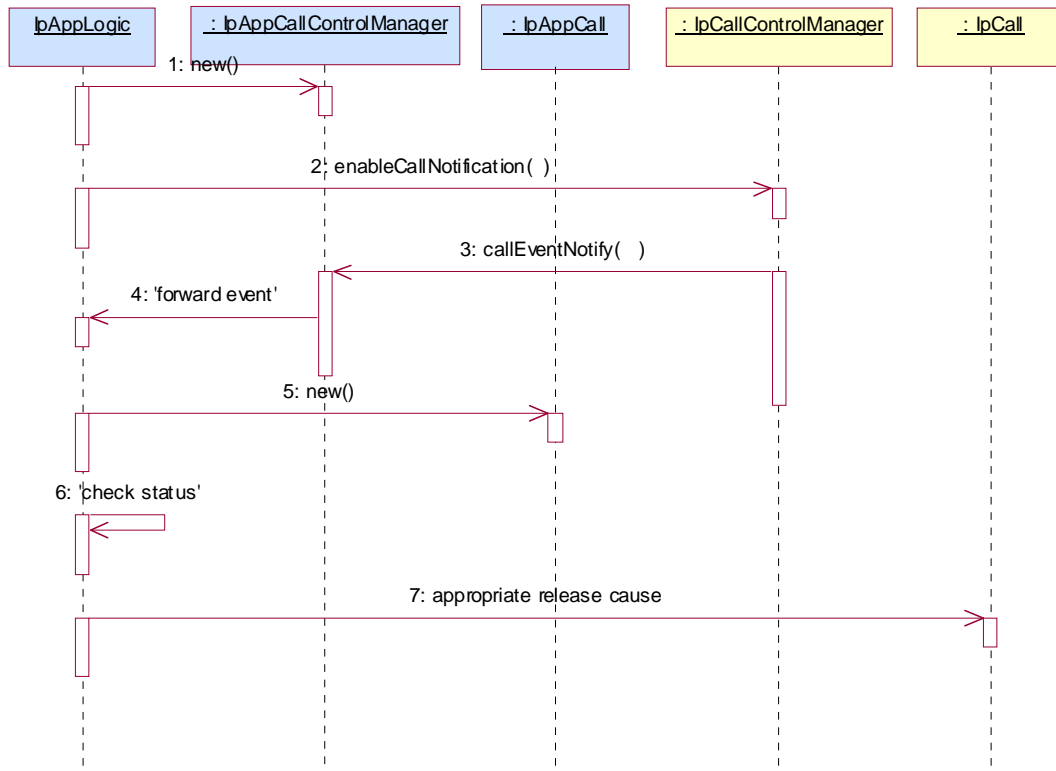 IpAppLogic
: IpAppCallControlManager
: IpAppCall
: IpCallControlManager
: IpCall
1: new()
2: enableCallNotification( )
3: callEventNotify( )
4: 'forward event'
5: new()
6: 'check status'
7: appropriate release cause